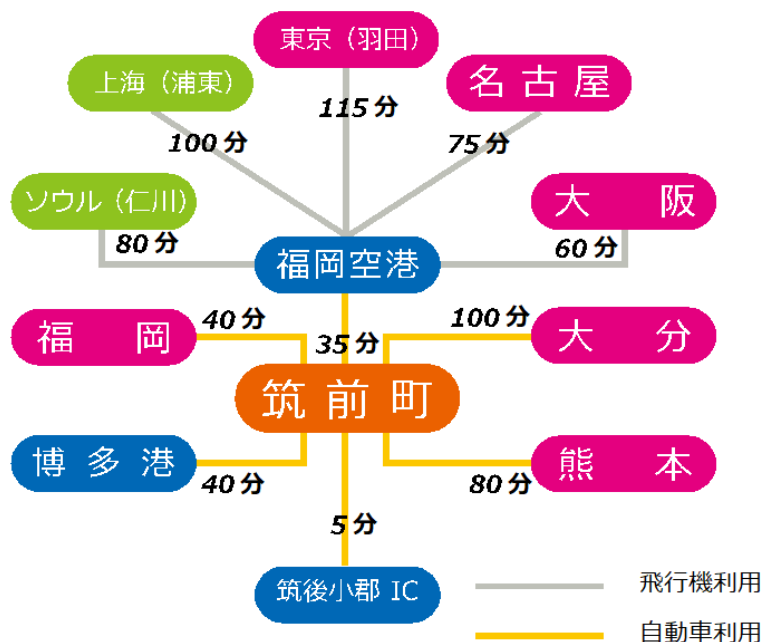 東京（羽田）
上海（浦東）
名古屋
115分
100分
75分
ソウル（仁川）
大　阪
80分
福岡空港
60分
福　岡
40分
100分
大　分
35分
筑前町
博多港
熊　本
40分
80分
5分
筑後小郡 IC
飛行機利用
自動車利用